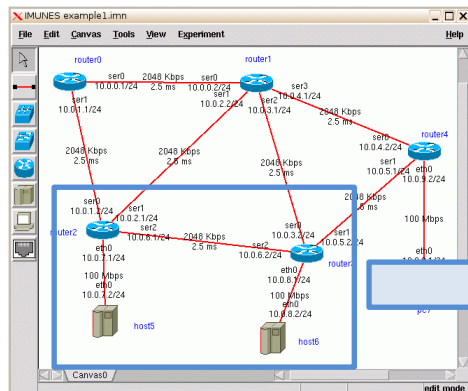 IMUNES example1.imn
File Edit Canvas Tools View Experiment Help
router0
router1
ser0
10.0.0.1/24
2048 Kbps
2.5 ms
ser0
10.0.0.2/24
ser1
10.0.1.1/24
ser1
10.0.2.2/24
ser2
10.0.3.1/24
ser3
10.0.4.1/24
2048 Kbps
router4
ser0
10.0.4.2/24
2048 Kbps
2.5 ms
2048 Kbps
2.5 ms
2048 Kbps
2.5 ms
ser1
10.0.5.1/24
eth0
10.0.9.2/24
2048 Kbps
2.5 ms
ser0
10.0.1.2/24
ser1
10.0.2.1/24
router2
ser2
10.0.6.1/24
2048 Kbps
2.5 ms
ser0
10.0.3.2/24
ser1
10.0.5.2/24
100 Mbps
ser2
10.0.6.2/24
eth0
10.0.7.1/24
eth0
10.0.8.1/24
100 Mbps
eth0
10.0.7.2/24
100 Mbps
eth0
10.0.8.2/24
host5
host6
Canvas0
edit mode